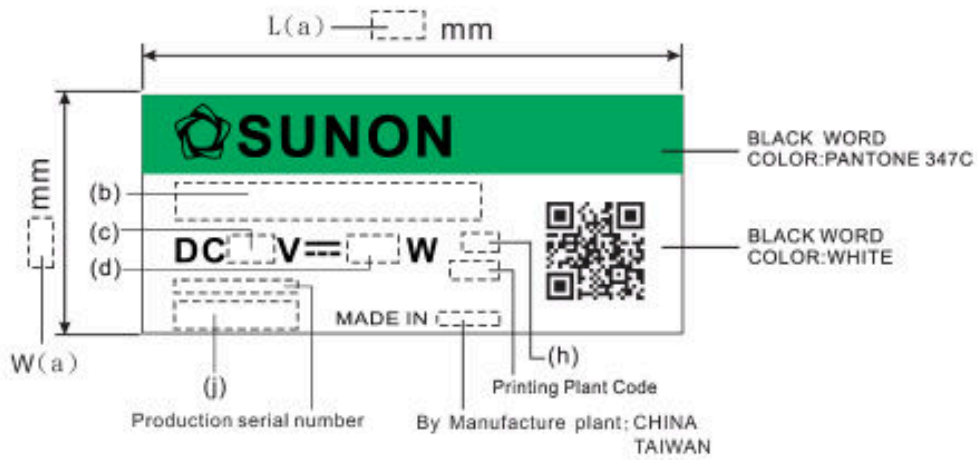 L(a) mm
SUNON
BLACK WORD
COLOR:PANTONE 347C
mm
(b)
(c)
DC V W
(d)
BLACK WORD
COLOR:WHITE
MADE IN
W(a)
(j)
(h)
Printing Plant Code
Production serial number
By Manufacture plant: CHINA
TAIWAN